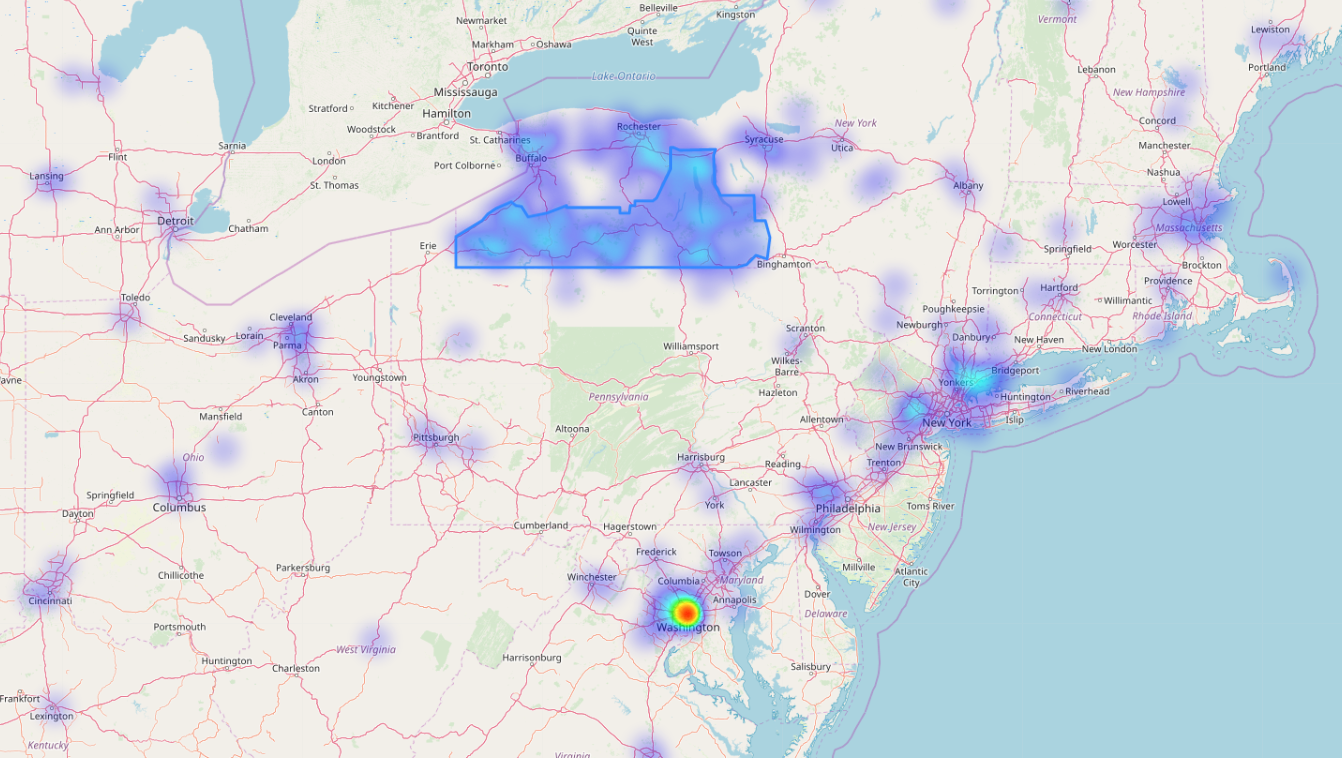 Belleville
Kingston
Newmarket
Quinte
West
Vermont
Lewiston
Markham
Oshawa
Toronto
Lake Ontario
Lebanon
Portland
Mississauga
New Hampshire
Stratford
Kitchener
Hamilton
Concord
Woodstock
Brantford
St. Catharines
Rochester
New York
Syracuse
Utica
Manchester
Sarnia
Flint
London
Port Colborne
Buffalo
Nashua
Lansing
St. Thomas
Albany
Lowell
Detroit
Ann Arbor
Chatham
Massachusetts
Erie
Springfield
Worcester
Binghamton
Brockton
Toledo
Torrington
Hartford
Providence
Willimantic
Cleveland
Poughkeepsie
Connecticut
Rhode Island
Sandusky
Lorain
Parma
Scranton
Newburgh
Danbury
New Haven
New London
Williamsport
Wilkes-
Barre
ayne
Akron
Youngstown
Yonkers
Bridgeport
Riverhead
Hazleton
Pennsylvania
Huntington
Mansfield
Canton
Allentown
New York
Islip
Altoona
Pittsburgh
New Brunswick
Ohio
Harrisburg
Reading
Trenton
Lancaster
Springfield
Columbus
York
Philadelphia
Toms River
Dayton
Cumberland
Hagerstown
Wilmington
New Jersey
Frederick
Towson
Chillicothe
Parkersburg
Winchester
Columbia
Maryland
Millville
Atlantic
City
Cincinnati
Annapolis
Dover
Portsmouth
Washington
Delaware
West Virginia
Huntington
Charleston
Harrisonburg
Salisbury
Frankfort
Lexington
Kentucky
Virginia